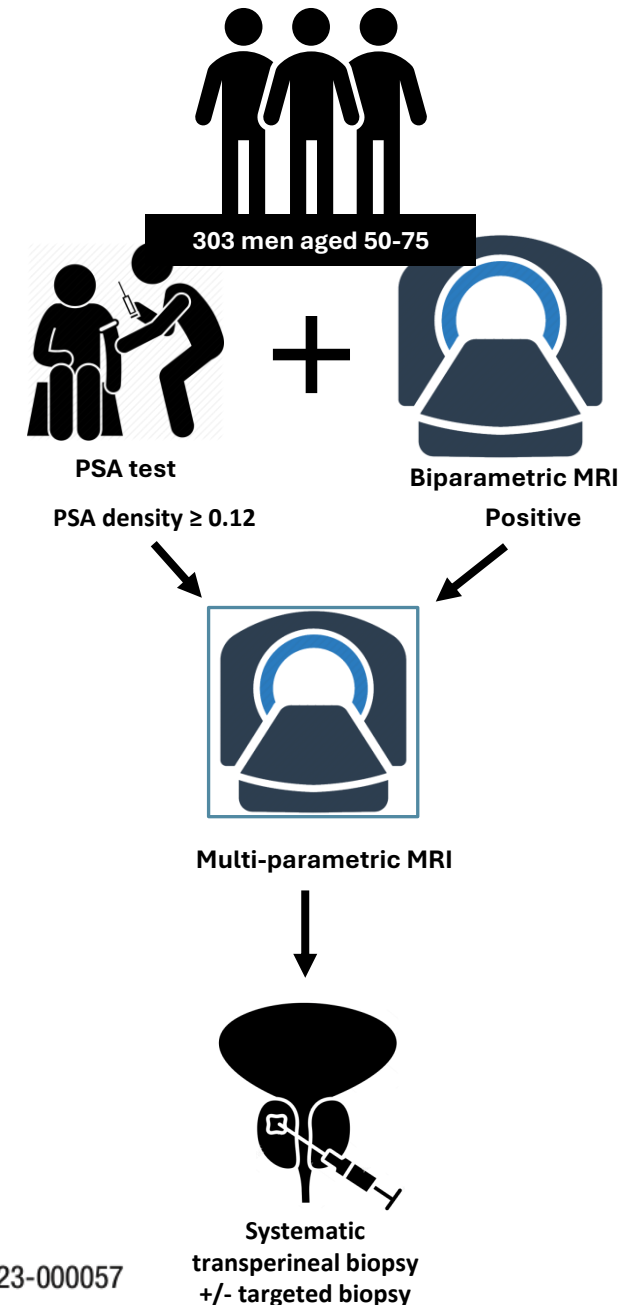 303 men aged 50-75
PSA test
Biparametric MRI
PSA density ≥ 0.12
Positive
Multi-parametric MRI
Systematic
transperineal biopsy
+/- targeted biopsy
23-000057